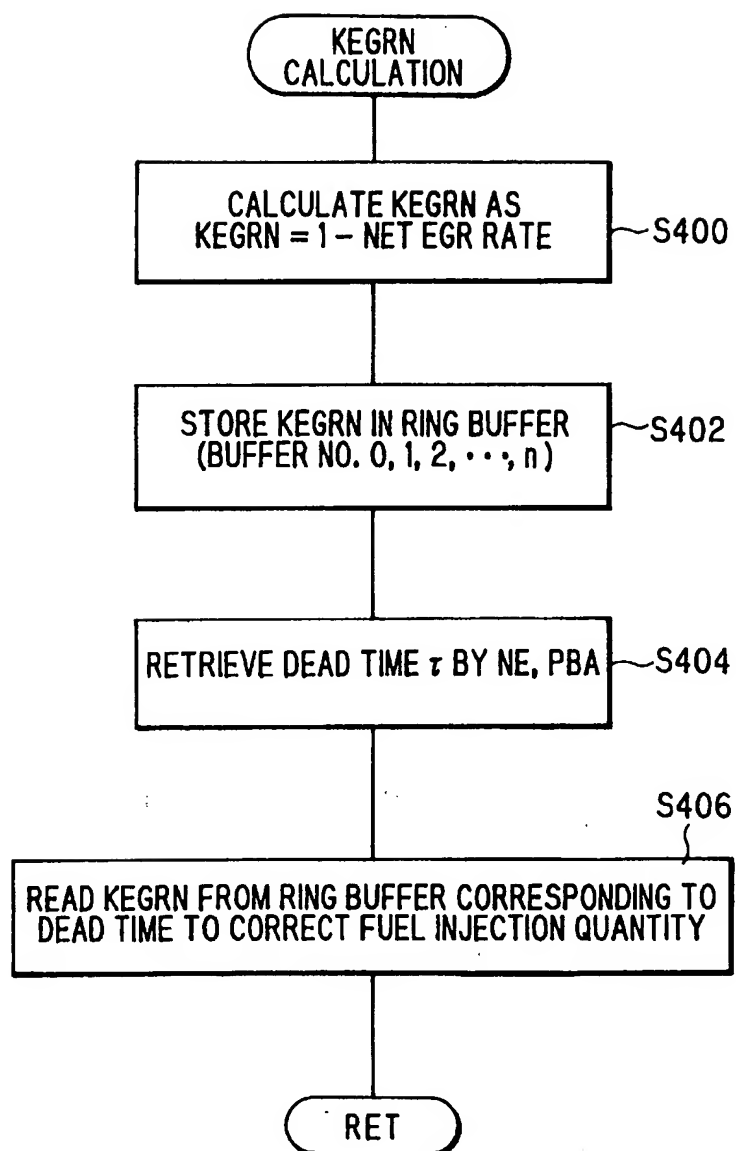 KEGRN
CALCULATION
CALCULATE KEGRN AS
KEGRN = 1 – NET EGR RATE
S400
STORE KEGRN IN RING BUFFER
(BUFFER NO. 0, 1, 2, ···, n)
S402
RETRIEVE DEAD TIME τ BY NE, PBA
S404
S406
READ KEGRN FROM RING BUFFER CORRESPONDING TO
DEAD TIME TO CORRECT FUEL INJECTION QUANTITY
RET